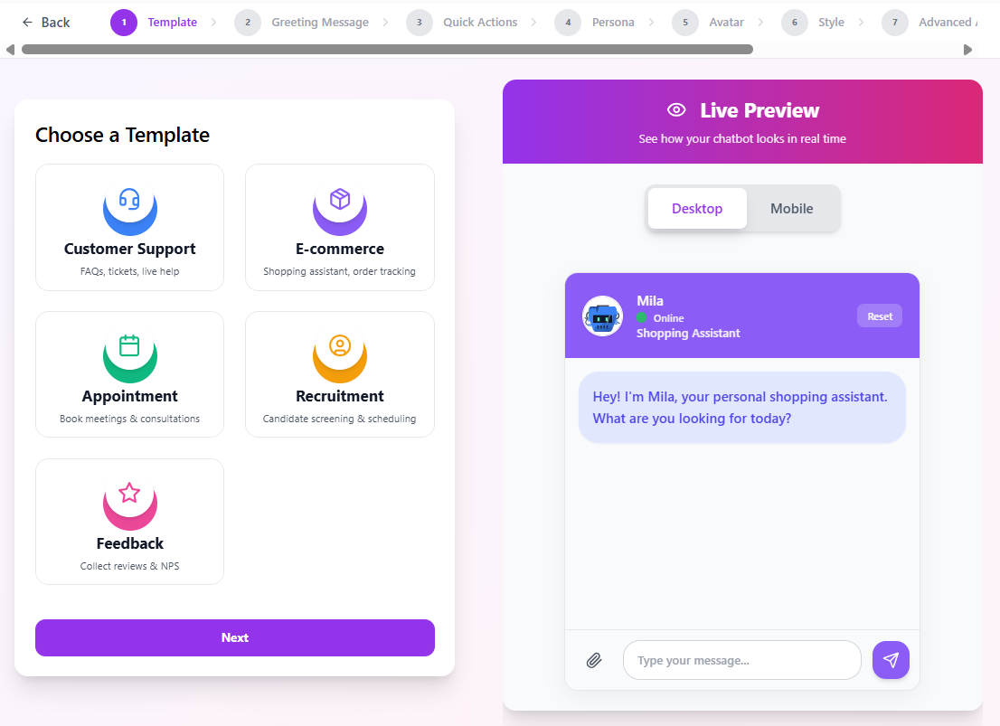 Back
1 Template
2 Greeting Message
3 Quick Actions
4 Persona
5 Avatar
6 Style
7 Advanced
Choose a Template
Customer Support
FAQs, tickets, live help
E-commerce
Shopping assistant, order tracking
Appointment
Book meetings & consultations
Recruitment
Candidate screening & scheduling
Feedback
Collect reviews & NPS
Next
Live Preview
See how your chatbot looks in real time
Desktop
Mobile
Mila
Online
Shopping Assistant
Reset
Hey! I'm Mila, your personal shopping assistant.
What are you looking for today?
Type your message...